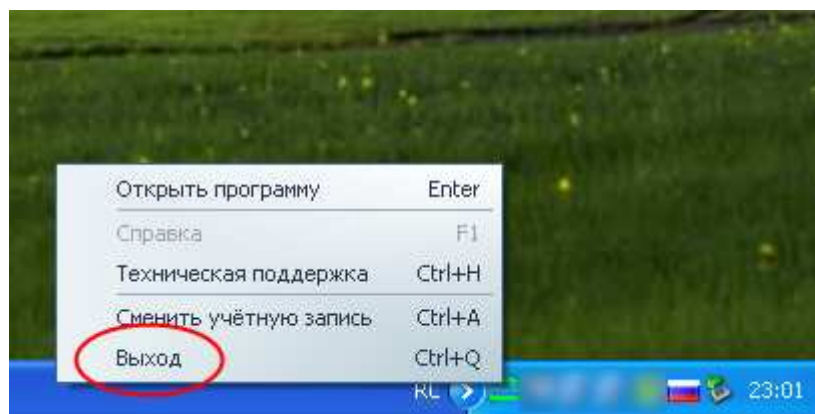 Открыть программу Enter
Справка F1
Техническая поддержка Ctrl+H
Сменить учётную запись Ctrl+A
Выход Ctrl+Q
23:01